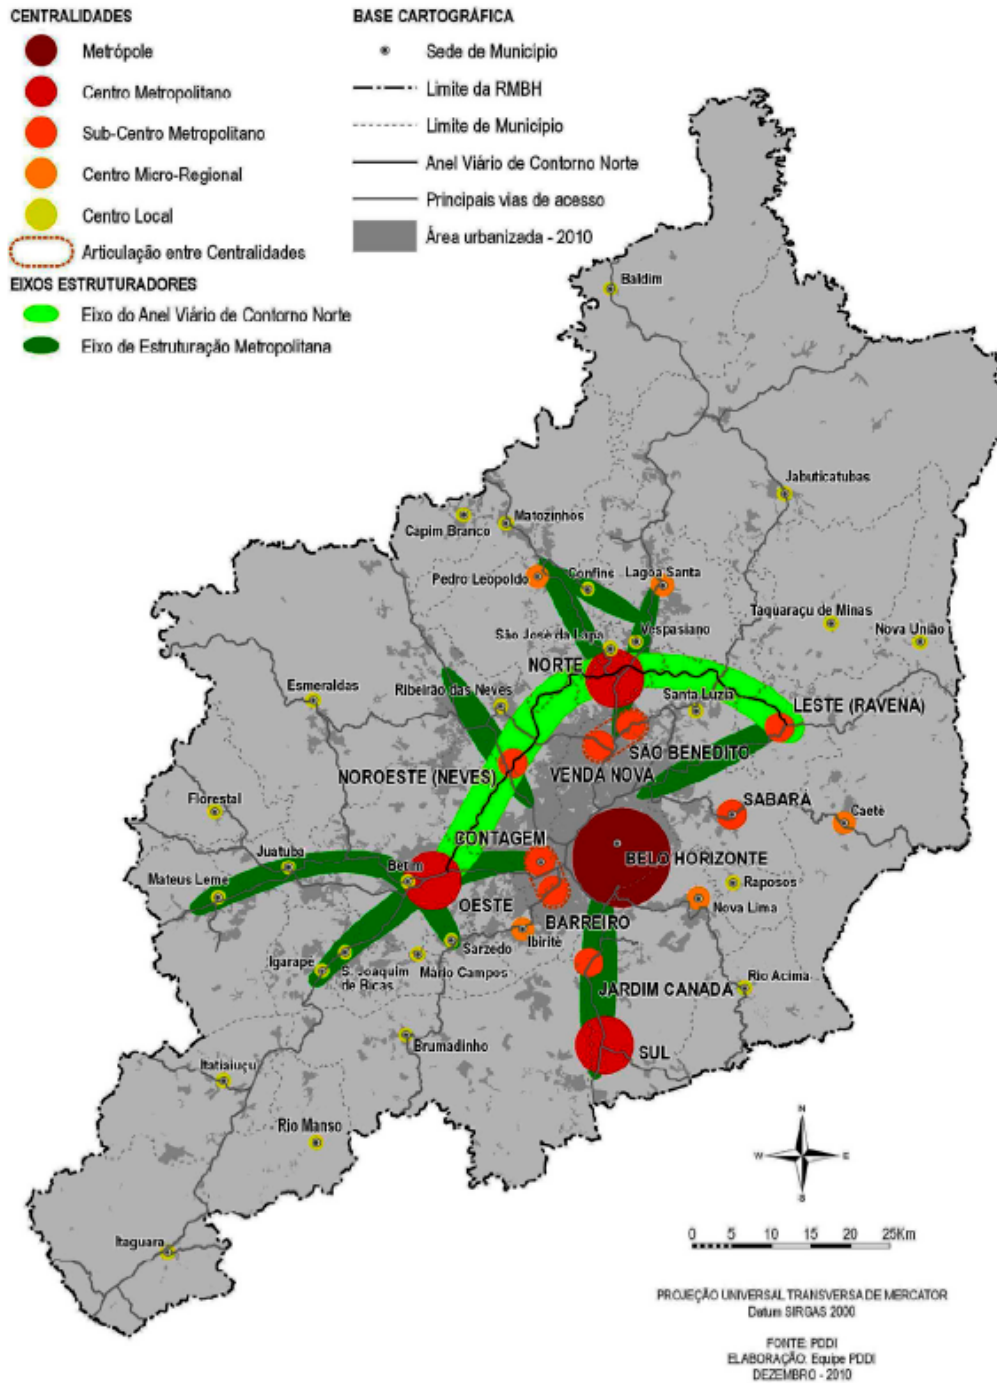 CENTRALIDADES
Metrópole
Centro Metropolitano
Sub-Centro Metropolitano
Centro Micro-Regional
Centro Local
Articulação entre Centralidades
EIXOS ESTRUTURADORES
Eixo do Anel Viário de Contorno Norte
Eixo de Estruturação Metropolitana
BASE CARTOGRÁFICA
Sede de Município
Limite da RMBH
Limite de Município
Anel Viário de Contorno Norte
Principais vias de acesso
Área urbanizada - 2010
Baldim
Jabuticatubas
Capim Branco
Matozinhos
Pedro Leopoldo
Confins
Lagoa Santa
Taquaraçu de Minas
Nova União
São José da Lapa
Vespasiano
NORTE
Esmeraldas
Ribeirão das Neves
Santa Luzia
LESTE (RAVENA)
SÃO BENEDITO
VENDA NOVA
NOROESTE (NEVES)
Florestal
SABARÁ
Caetè
CONTAGEM
Juatuba
Mateus Leme
Betim
BELO HORIZONTE
Raposos
OESTE
Nova Lima
BARREIRO
Ibiritè
Sarzedo
Igarapé
S. Joaquim
de Bicas
Mário Campos
JARDIM CANADÁ
Rio Acima
Brumadinho
SUL
Itatiaiuçu
Rio Manso
Itaguara
N
W
E
S
0 5 10 15 20 25Km
PROJEÇÃO UNIVERSAL TRANSVERSA DE MERCATOR
Datum SIRGAS 2000
FONTE: PDDI
ELABORAÇÃO: Equipe PDDI
DEZEMBRO - 2010